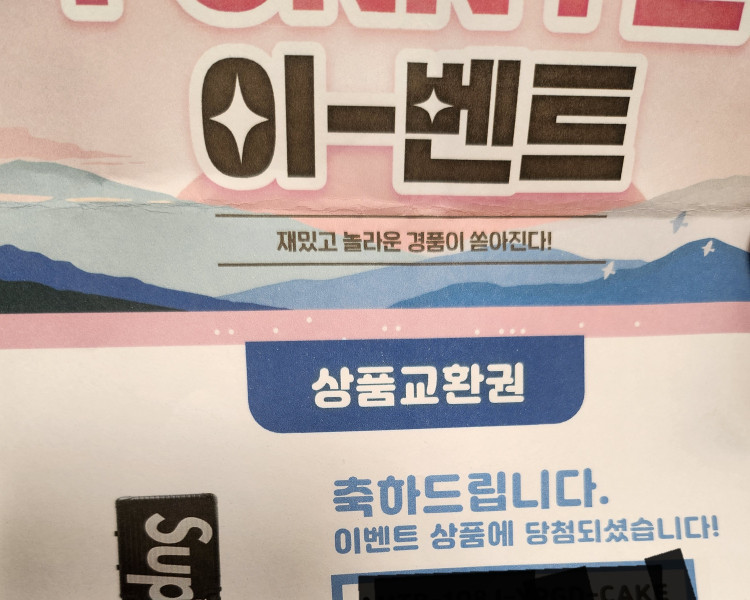 이벤트
재밌고 놀라운 경품이 쏟아진다!
상품교환권
축하드립니다.
이벤트 상품에 당첨되셨습니다!
Sup
CAKE